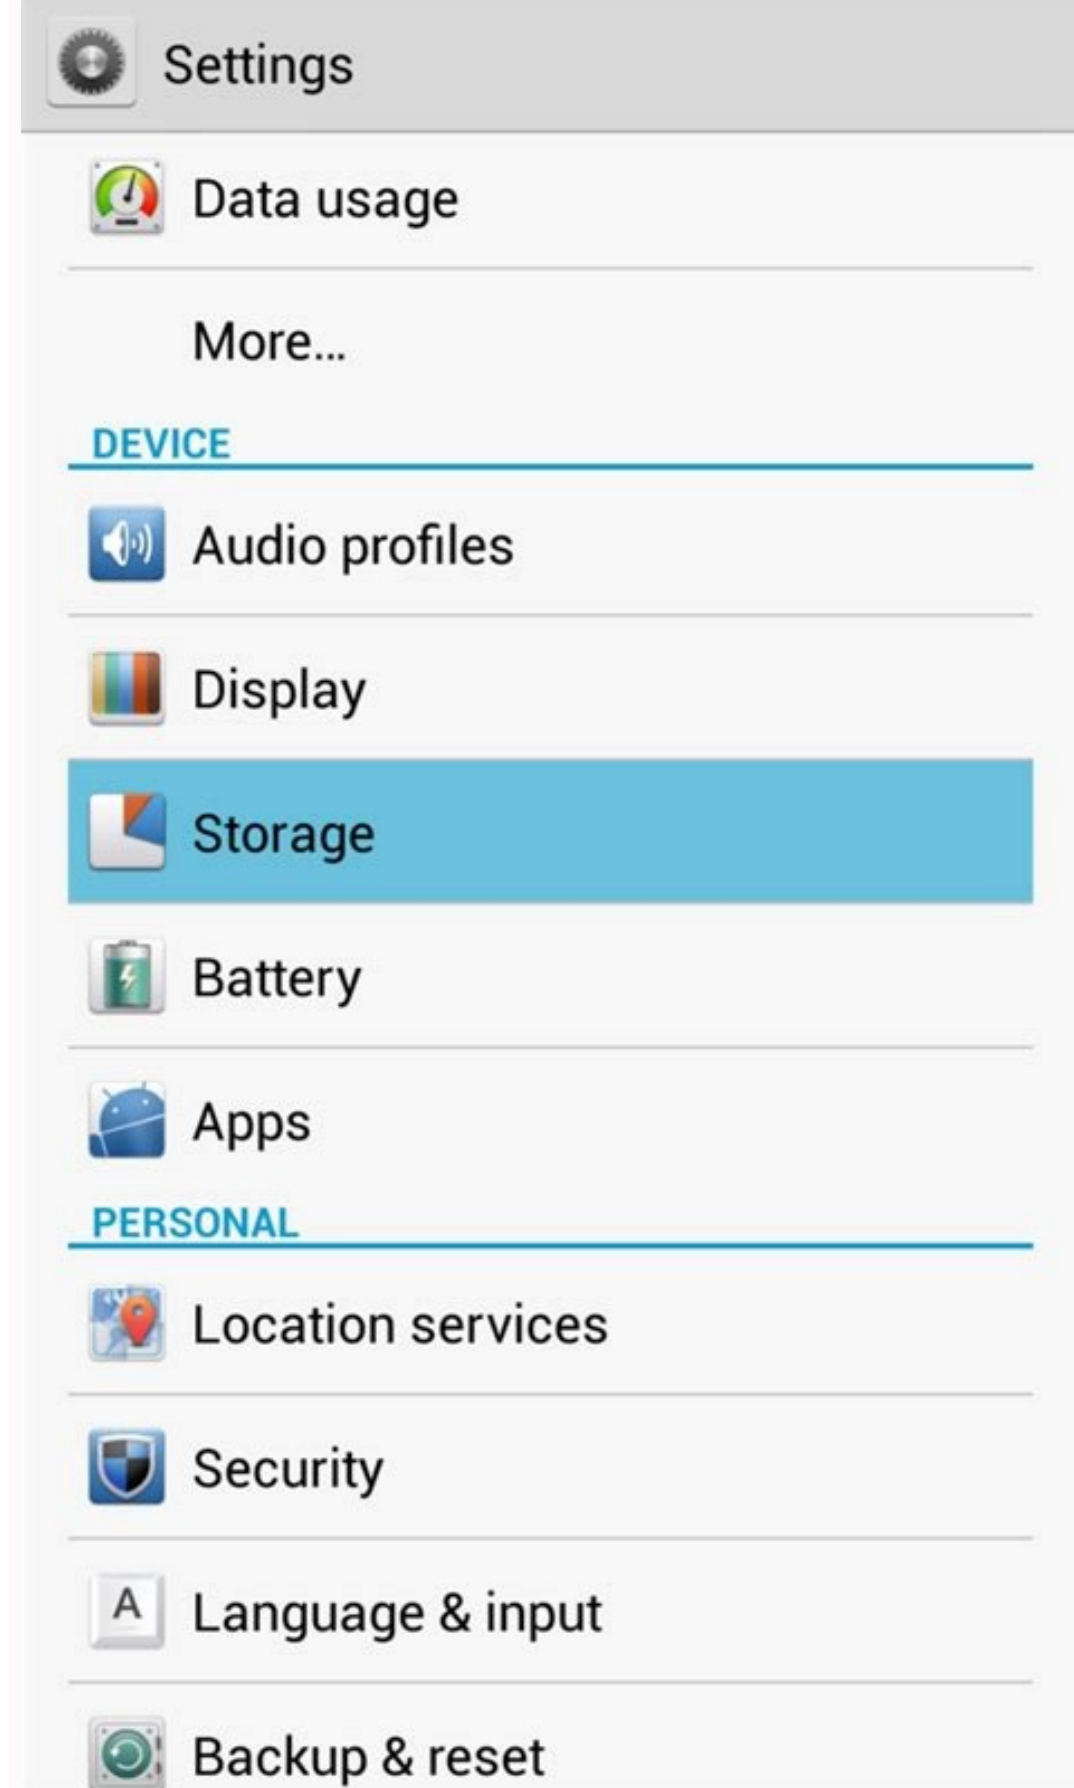 Settings
Data usage
More...
DEVICE
Audio profiles
Display
Storage
Battery
Apps
PERSONAL
Location services
Security
A
Language & input
Backup & reset